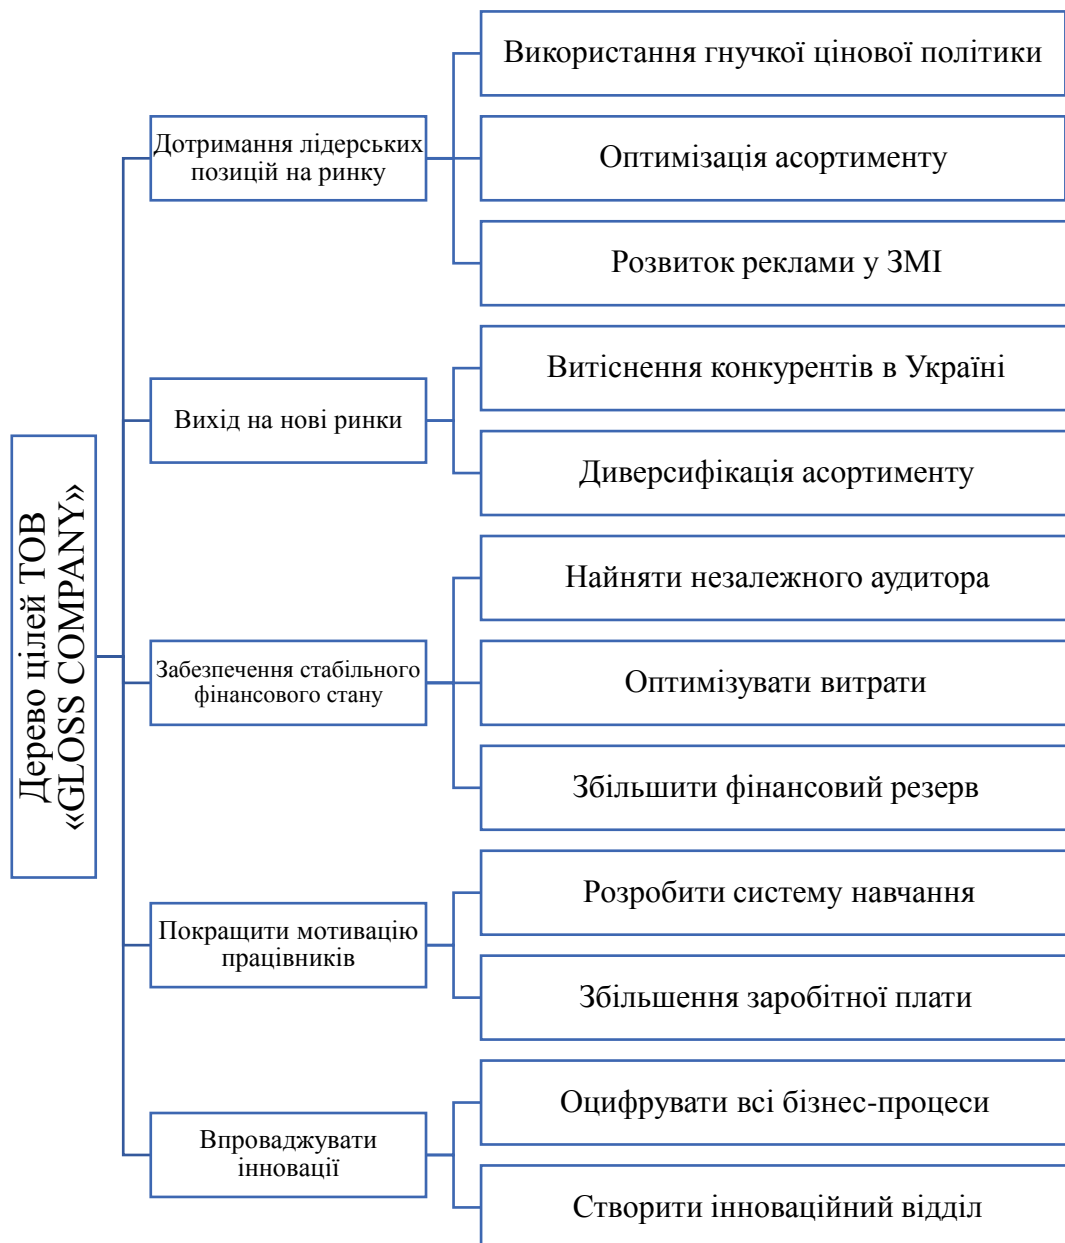 Дерево цілей ТОВ
«GLOSS COMPANY»
Дотримання лідерських
позицій на ринку
Використання гнучкої цінової політики
Оптимізація асортименту
Розвиток реклами у ЗМІ
Вихід на нові ринки
Витіснення конкурентів в Україні
Диверсифікація асортименту
Забезпечення стабільного
фінансового стану
Найняти незалежного аудитора
Оптимізувати витрати
Збільшити фінансовий резерв
Покращити мотивацію
працівників
Розробити систему навчання
Збільшення заробітної плати
Впроваджувати
інновації
Оцифрувати всі бізнес-процеси
Створити інноваційний відділ